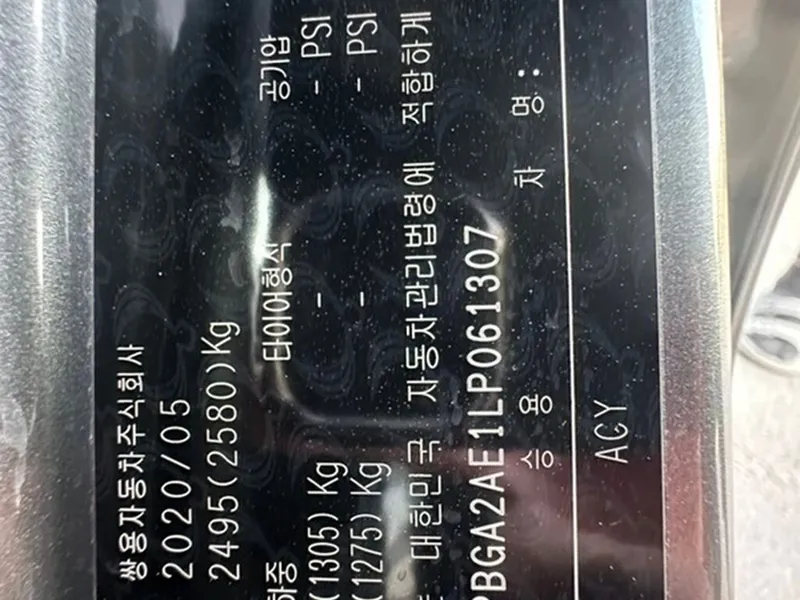 쌍용자동차주식회사
2020/05
2495(2580)Kg
하중 타이어형식 공기압
(1305) Kg - - PSI
(1275) Kg - - PSI
대한민국 자동차관리법령에 적합하게
PBGA2AE1LP061307
승용 차 명:
ACY